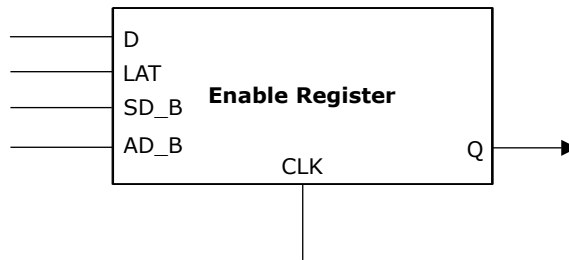 D
LAT
Enable Register
SD_B
AD_B
Q
CLK